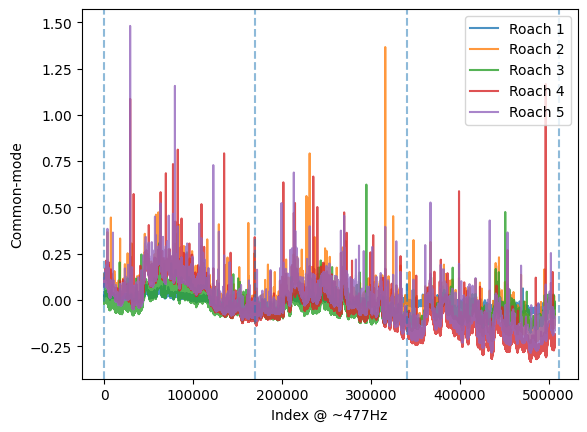 1.50
1.25
1.00
0.75
0.50
0.25
0.00
−0.25
Common-mode
Roach 1
Roach 2
Roach 3
Roach 4
Roach 5
0 100000 200000 300000 400000 500000
Index @ ~477Hz